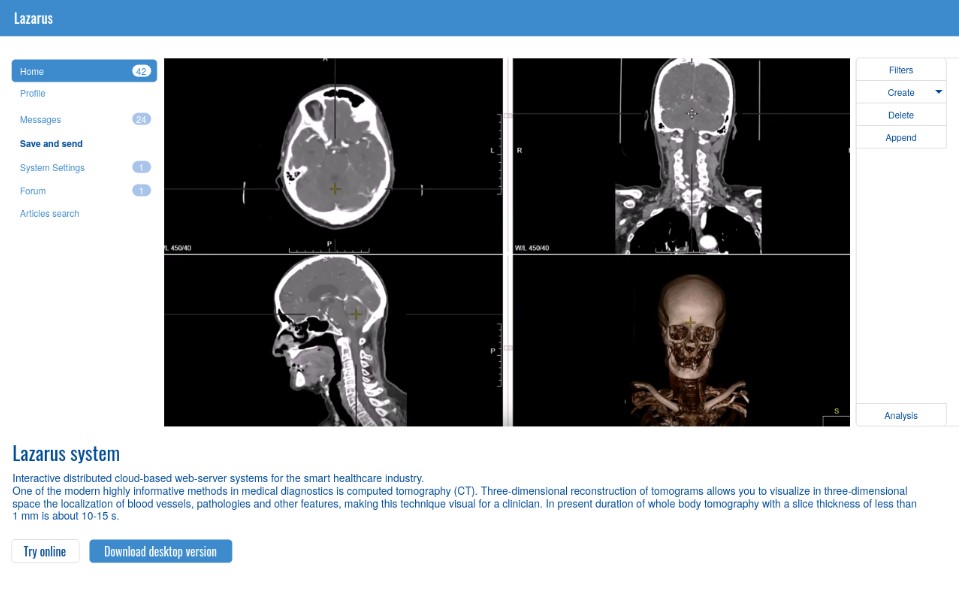 Lazarus
Home 42
Profile
Messages 24
Save and send
System Settings 1
Forum 1
Articles search
A
L
P
450/40
R
W/L 450/40
P
S
Filters
Create
Delete
Append
Analysis
Lazarus system
Interactive distributed cloud-based web-server systems for the smart healthcare industry.
One of the modern highly informative methods in medical diagnostics is computed tomography (CT). Three-dimensional reconstruction of tomograms allows you to visualize in three-dimensional
space the localization of blood vessels, pathologies and other features, making this technique visual for a clinician. In present duration of whole body tomography with a slice thickness of less than
1 mm is about 10-15 s.
Try online
Download desktop version